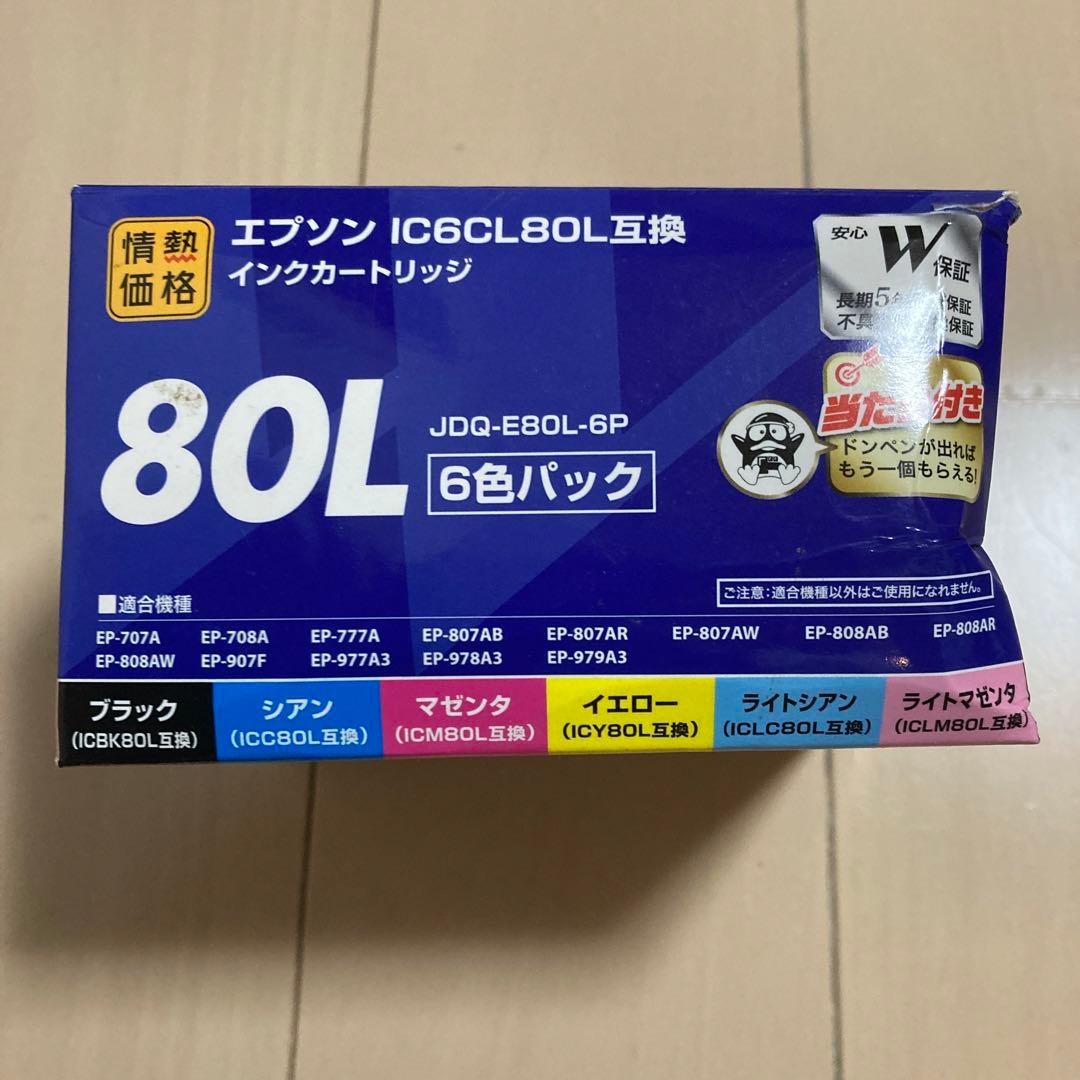 情熱
価格
エプソン IC6CL80L互換
インクカートリッジ
安心 W 保証
長期5年 保証
不具 保証
80L
JDQ-E80L-6P
6色パック
当た 付き
ドンペンが出れば
もう一個もらえる!
■適合機種
ご注意:適合機種以外はご使用になれません。
EP-707A EP-708A EP-777A EP-807AB EP-807AR EP-807AW EP-808AB EP-808AR
EP-808AW EP-907F EP-977A3 EP-978A3 EP-979A3
ブラック
(ICBK80L互換)
シアン
(ICC80L互換)
マゼンタ
(ICM80L互換)
イエロー
(ICY80L互換)
ライトシアン
(ICLC80L互換)
ライトマゼンタ
(ICLM80L互換)